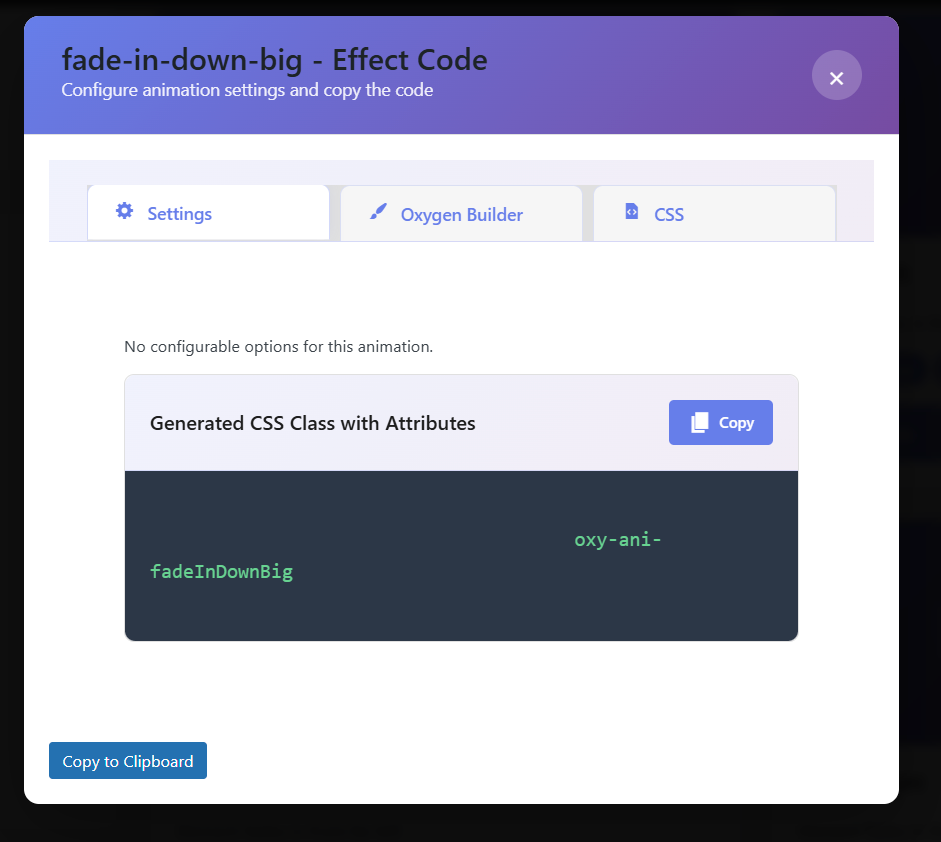 fade-in-down-big - Effect Code
Configure animation settings and copy the code
Settings
Oxygen Builder
CSS
No configurable options for this animation.
Generated CSS Class with Attributes
Copy
oxy-ani-
fadeInDownBig
Copy to Clipboard